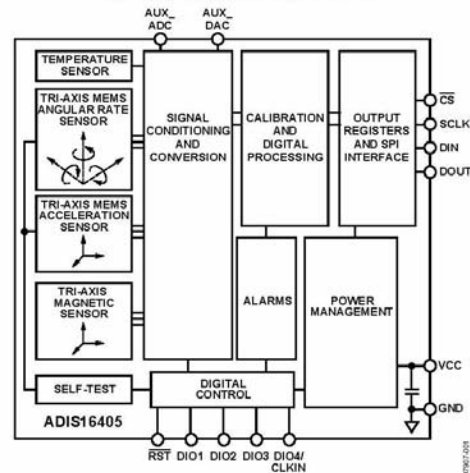 AUX_
ADC
AUX_
DAC
TEMPERATURE
SENSOR
TRI-AXIS MEMS
ANGULAR RATE
SENSOR
TRI-AXIS MEMS
ACCELERATION
SENSOR
TRI-AXIS
MAGNETIC
SENSOR
SELF-TEST
SIGNAL
CONDITIONING
AND
CONVERSION
CALIBRATION
AND
DIGITAL
PROCESSING
OUTPUT
REGISTERS
AND SPI
INTERFACE
ALARMS
POWER
MANAGEMENT
DIGITAL
CONTROL
CS
SCLK
DIN
DOUT
VCC
GND
ADIS16405
RST
DIO1
DIO2
DIO3
DIO4/
CLKIN
07907-001